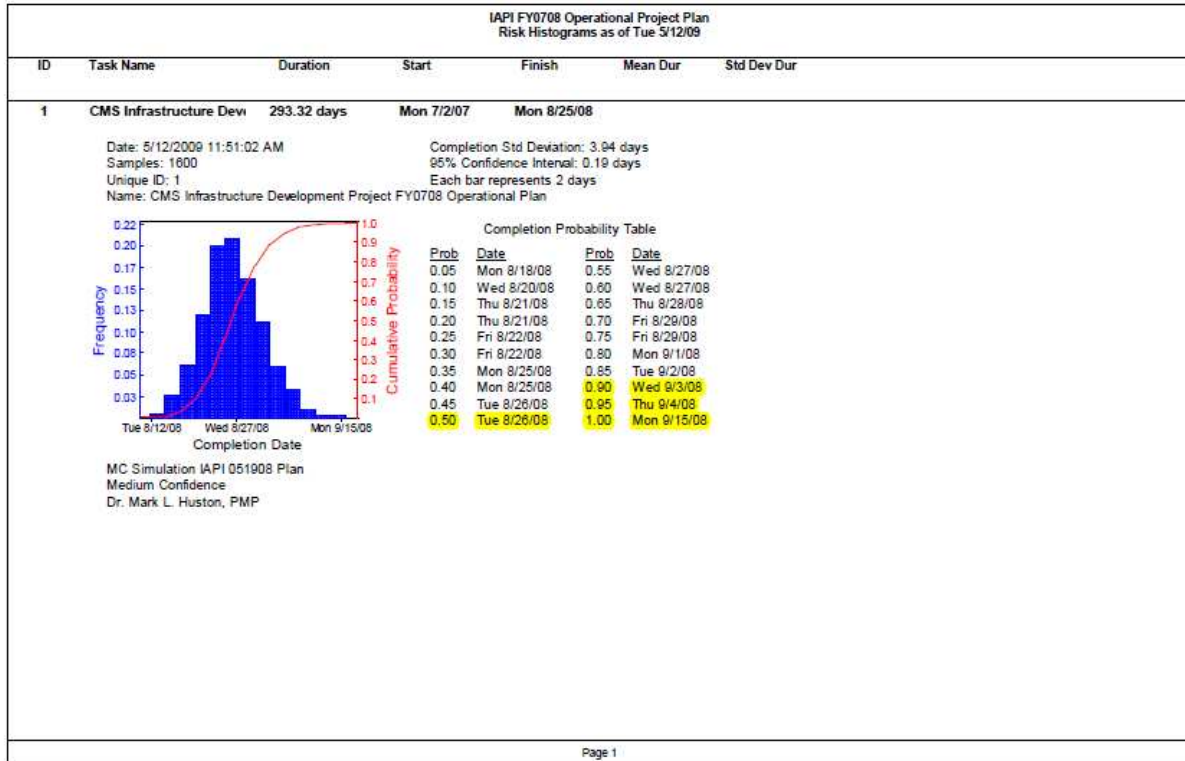 IAPI FY0708 Operational Project Plan
Risk Histograms as of Tue 5/12/09
ID Task Name Duration Start Finish Mean Dur Std Dev Dur
1 CMS Infrastructure Deve 293.32 days Mon 7/2/07 Mon 8/25/08
Date: 5/12/2009 11:51:02 AM
Samples: 1600
Unique ID: 1
Name: CMS Infrastructure Development Project FY0708 Operational Plan
Completion Std Deviation: 3.94 days
95% Confidence Interval: 0.19 days
Each bar represents 2 days
Frequency
0.22
0.20
0.17
0.15
0.13
0.10
0.08
0.05
0.03
1.0
0.9
0.8
0.7
0.6
0.5
0.4
0.3
0.2
0.1
Cumulative Probability
Tue 8/12/08 Wed 8/27/08 Mon 9/15/08
Completion Date
Completion Probability Table
Prob Date Prob Date
0.05 Mon 8/18/08 0.55 Wed 8/27/08
0.10 Wed 8/20/08 0.60 Wed 8/27/08
0.15 Thu 8/21/08 0.65 Thu 8/28/08
0.20 Thu 8/21/08 0.70 Fri 8/29/08
0.25 Fri 8/22/08 0.75 Fri 8/29/08
0.30 Fri 8/22/08 0.80 Mon 9/1/08
0.35 Mon 8/25/08 0.85 Tue 9/2/08
0.40 Mon 8/25/08 0.90 Wed 9/3/08
0.45 Tue 8/26/08 0.95 Thu 9/4/08
0.50 Tue 8/26/08 1.00 Mon 9/15/08
MC Simulation IAPI 051908 Plan
Medium Confidence
Dr. Mark L. Huston, PMP
Page 1